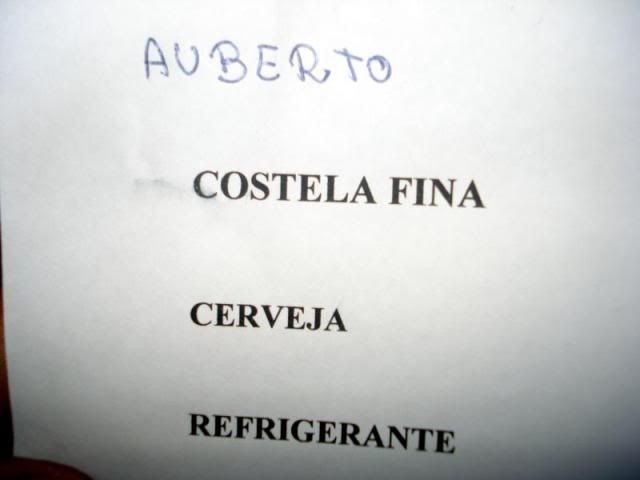 AUBERTO
COSTELA FINA
CERVEJA
REFRIGERANTE